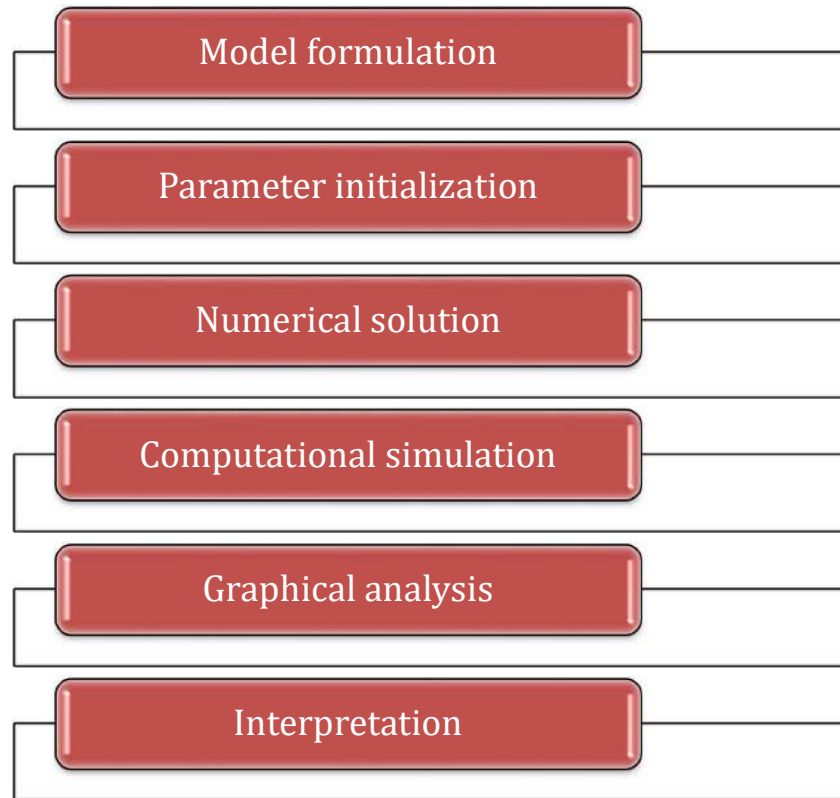 Model formulation
Parameter initialization
Numerical solution
Computational simulation
Graphical analysis
Interpretation